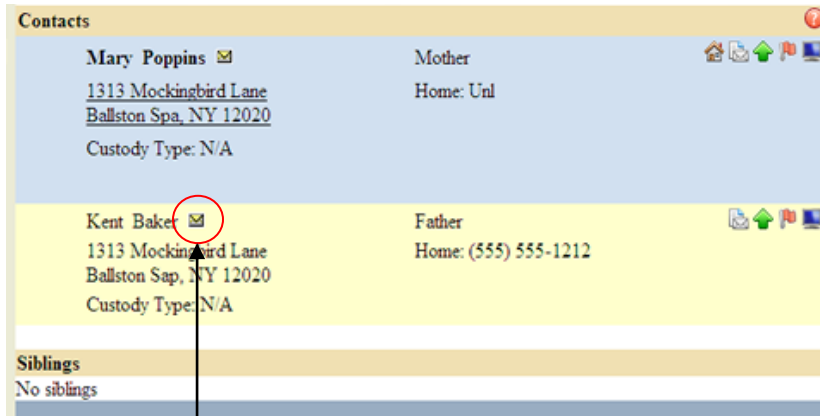 Contacts
Mary Poppins Mother
1313 Mockingbird Lane Home: Unl
Ballston Spa, NY 12020
Custody Type: N/A
Kent Baker Father
1313 Mockingbird Lane Home: (555) 555-1212
Ballston Sap, NY 12020
Custody Type: N/A
Siblings
No siblings